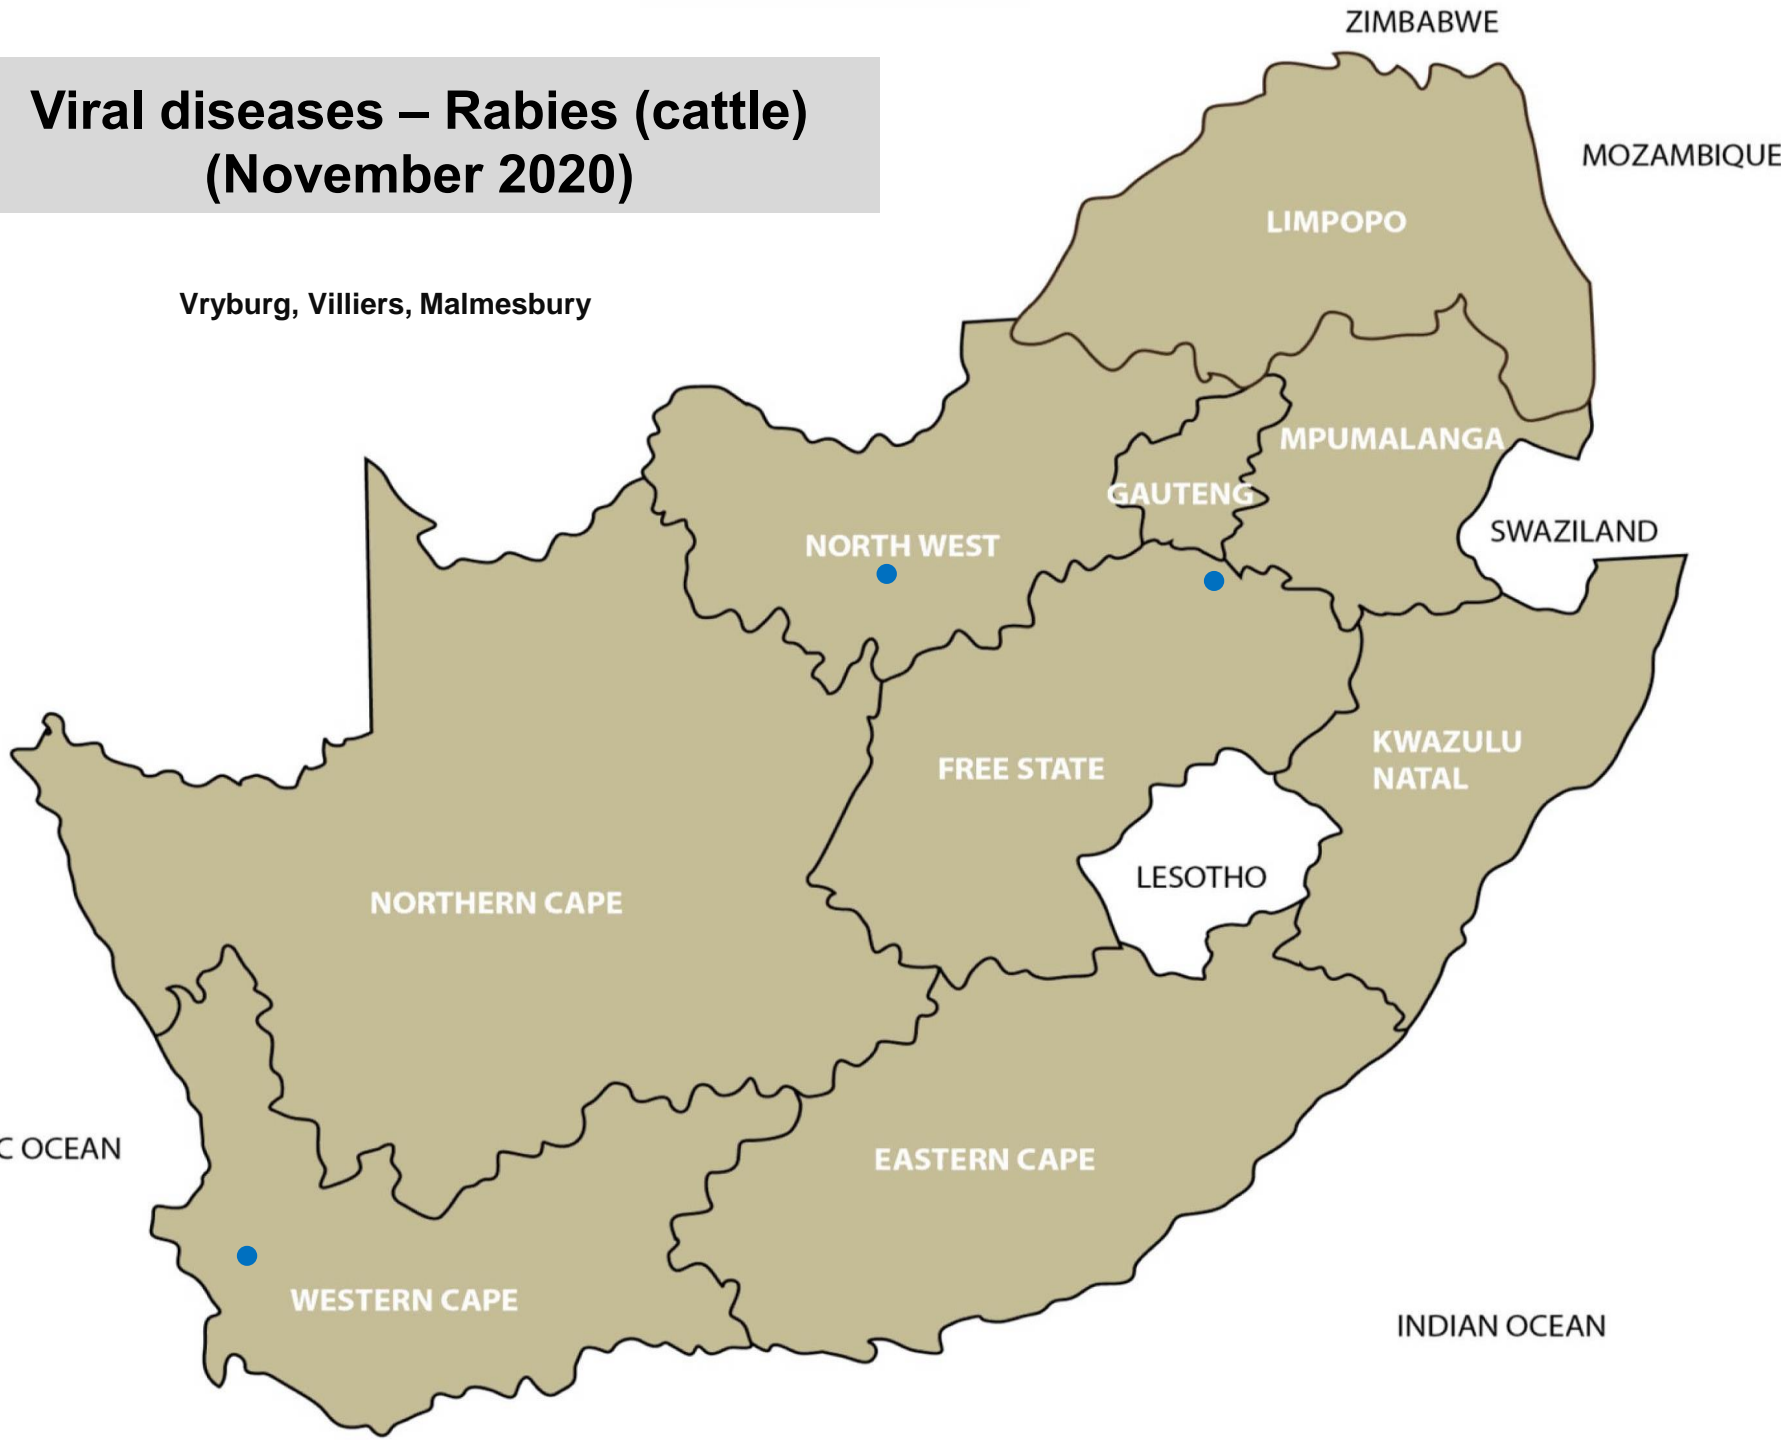 ZIMBABWE
Viral diseases – Rabies (cattle)
(November 2020)
MOZAMBIQUE
LIMPOPO
Vryburg, Villiers, Malmesbury
MPUMALANGA
GAUTENG
SWAZILAND
NORTH WEST
KWAZULU
NATAL
FREE STATE
LESOTHO
NORTHERN CAPE
C OCEAN
EASTERN CAPE
WESTERN CAPE
INDIAN OCEAN